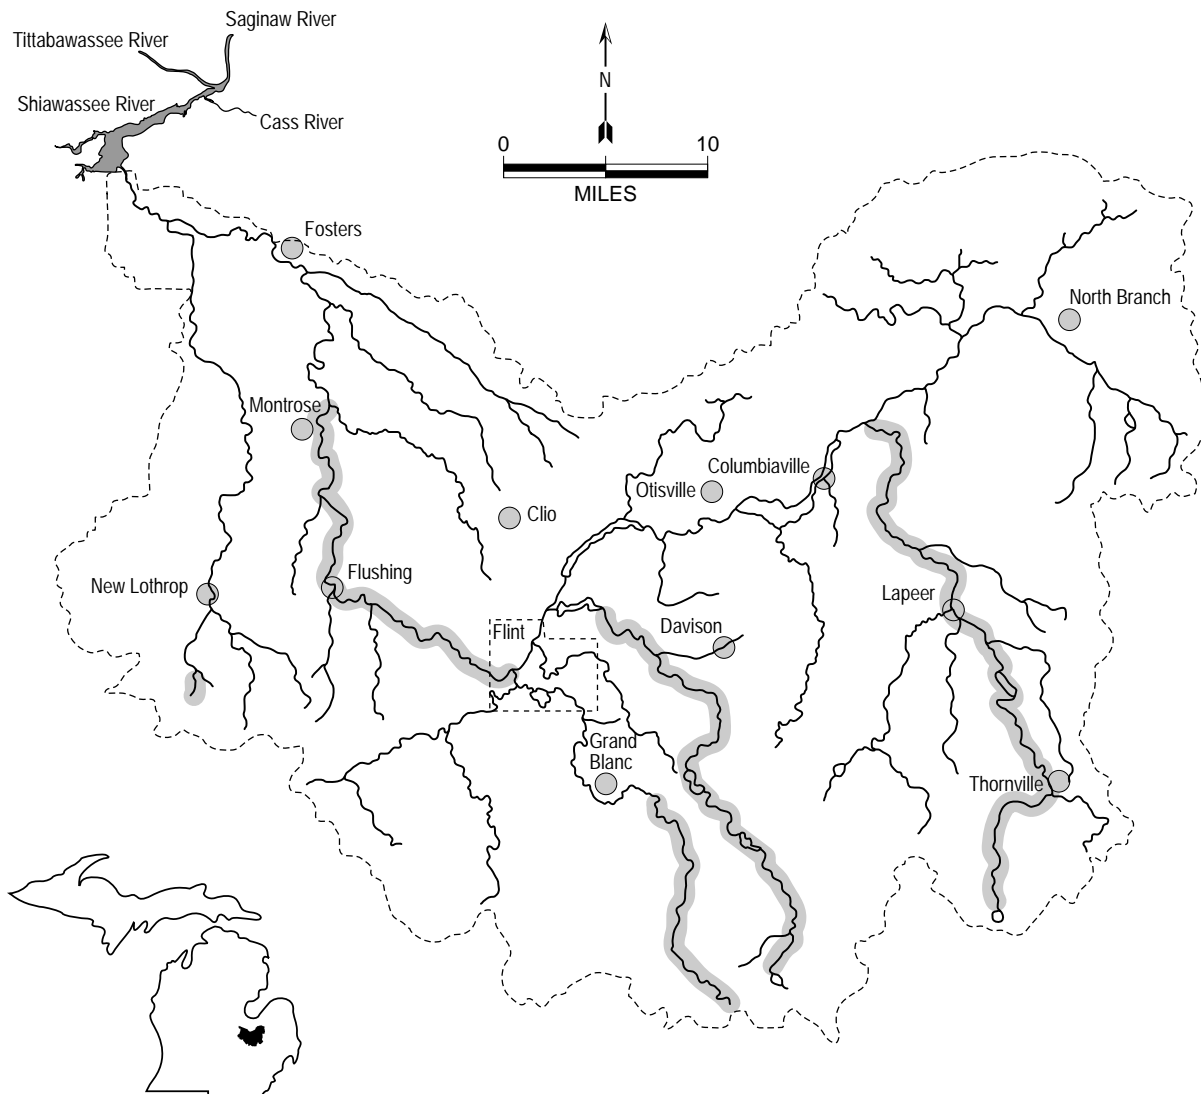 Saginaw River
Tittabawassee River
Shiawassee River
Cass River
N
0 10
MILES
Fosters
North Branch
Montrose
Columbiaville
Otisville
Clio
New Lothrop
Flushing
Lapeer
Flint
Davison
Grand
Blanc
Thornville